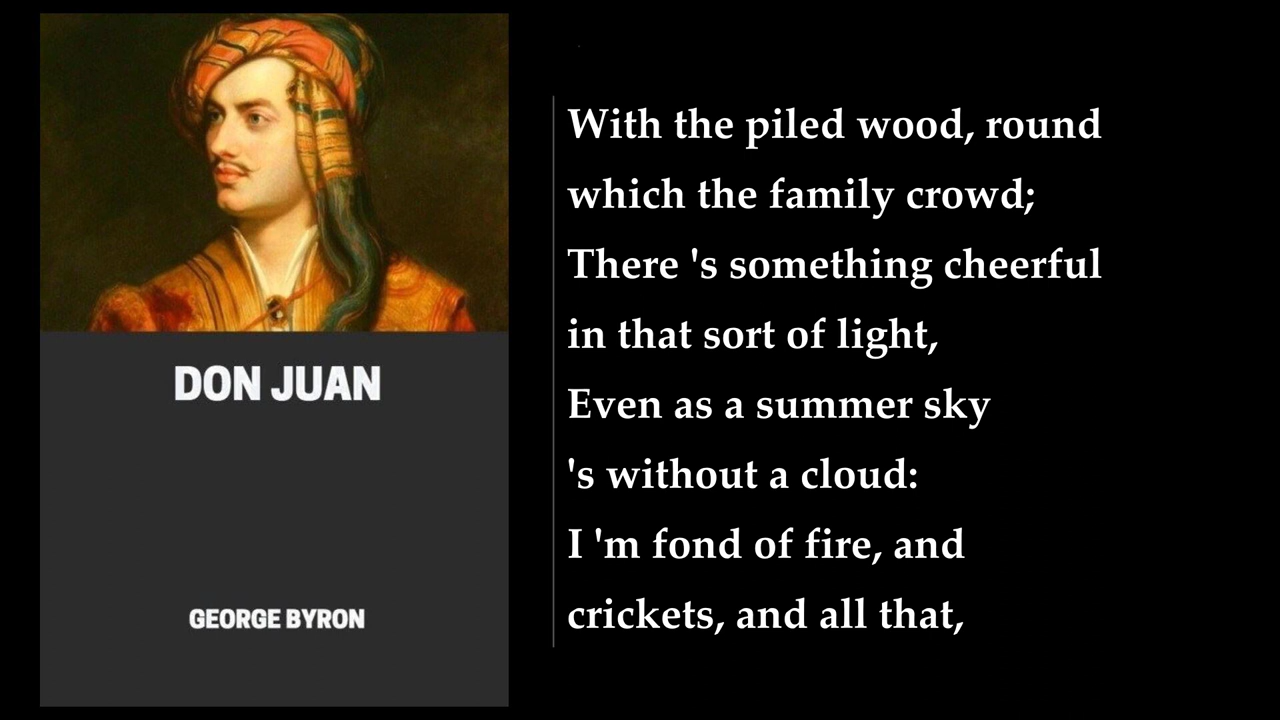 DON JUAN
GEORGE BYRON
With the piled wood, round
which the family crowd;
There 's something cheerful
in that sort of light,
Even as a summer sky
's without a cloud:
I 'm fond of fire, and
crickets, and all that,